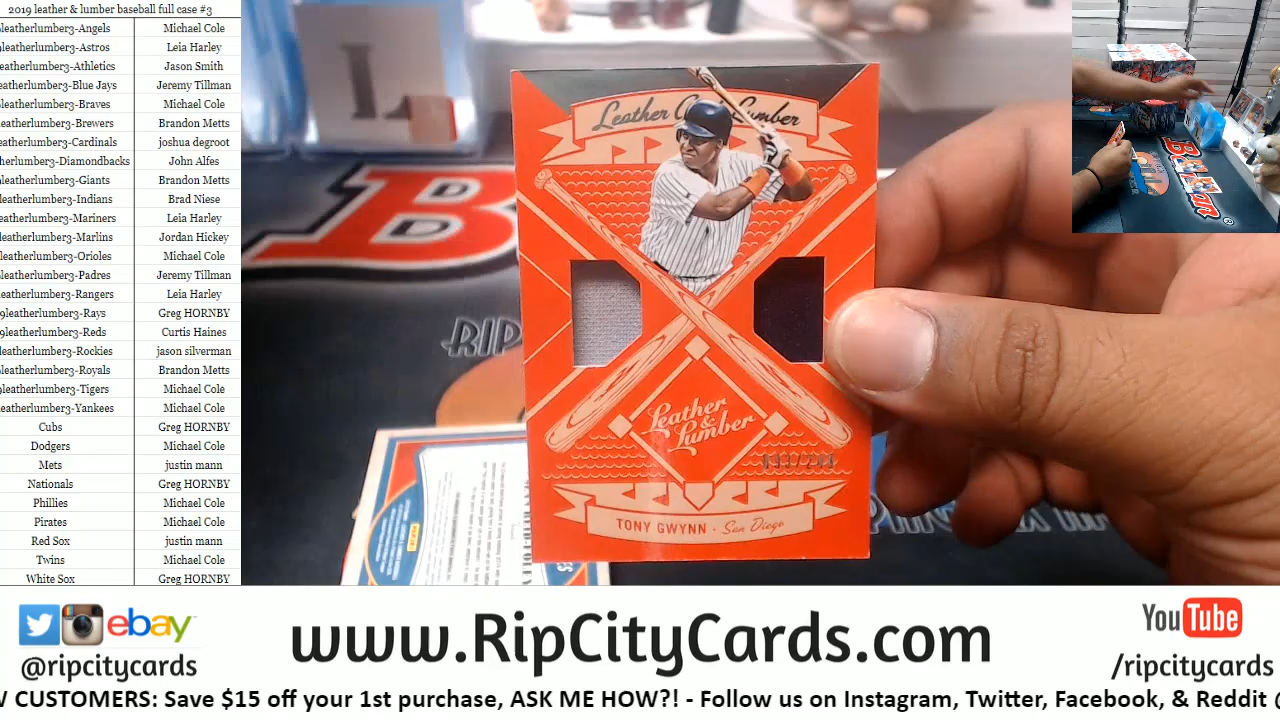 2019 leather & lumber baseball full case #3
leatherlumber3-Angels Michael Cole
leatherlumber3-Astros Leia Harley
leatherlumber3-Athletics Jason Smith
leatherlumber3-Blue Jays Jeremy Tillman
leatherlumber3-Braves Michael Cole
leatherlumber3-Brewers Brandon Metts
leatherlumber3-Cardinals joshua degroot
herlumber3-Diamondbacks John Alfes
leatherlumber3-Giants Brandon Metts
leatherlumber3-Indians Brad Niese
leatherlumber3-Mariners Leia Harley
leatherlumber3-Marlins Jordan Hickey
leatherlumber3-Orioles Michael Cole
leatherlumber3-Padres Jeremy Tillman
leatherlumber3-Rangers Leia Harley
9leatherlumber3-Rays Greg HORNBY
9leatherlumber3-Reds Curtis Haines
leatherlumber3-Rockies jason silverman
leatherlumber3-Royals Brandon Metts
9leatherlumber3-Tigers Michael Cole
leatherlumber3-Yankees Michael Cole
Cubs Greg HORNBY
Dodgers Michael Cole
Mets justin mann
Nationals Greg HORNBY
Phillies Michael Cole
Pirates Michael Cole
Red Sox justin mann
Twins Michael Cole
White Sox Greg HORNBY
Leather and Lumber
B
RIP
Leather
&
Lumber
TONY GWYNN · San Diego
ebay
@ripcitycards
www.RipCityCards.com
YouTube
/ripcitycards
W CUSTOMERS: Save $15 off your 1st purchase, ASK ME HOW?! - Follow us on Instagram, Twitter, Facebook, & Reddit @